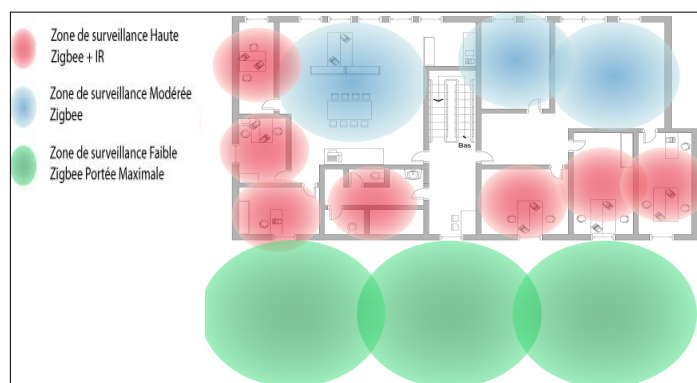 Zone de surveillance Haute
Zigbee + IR
Zone de surveillance Modérée
Zigbee
Zone de surveillance Faible
Zigbee Portée Maximale
Bas